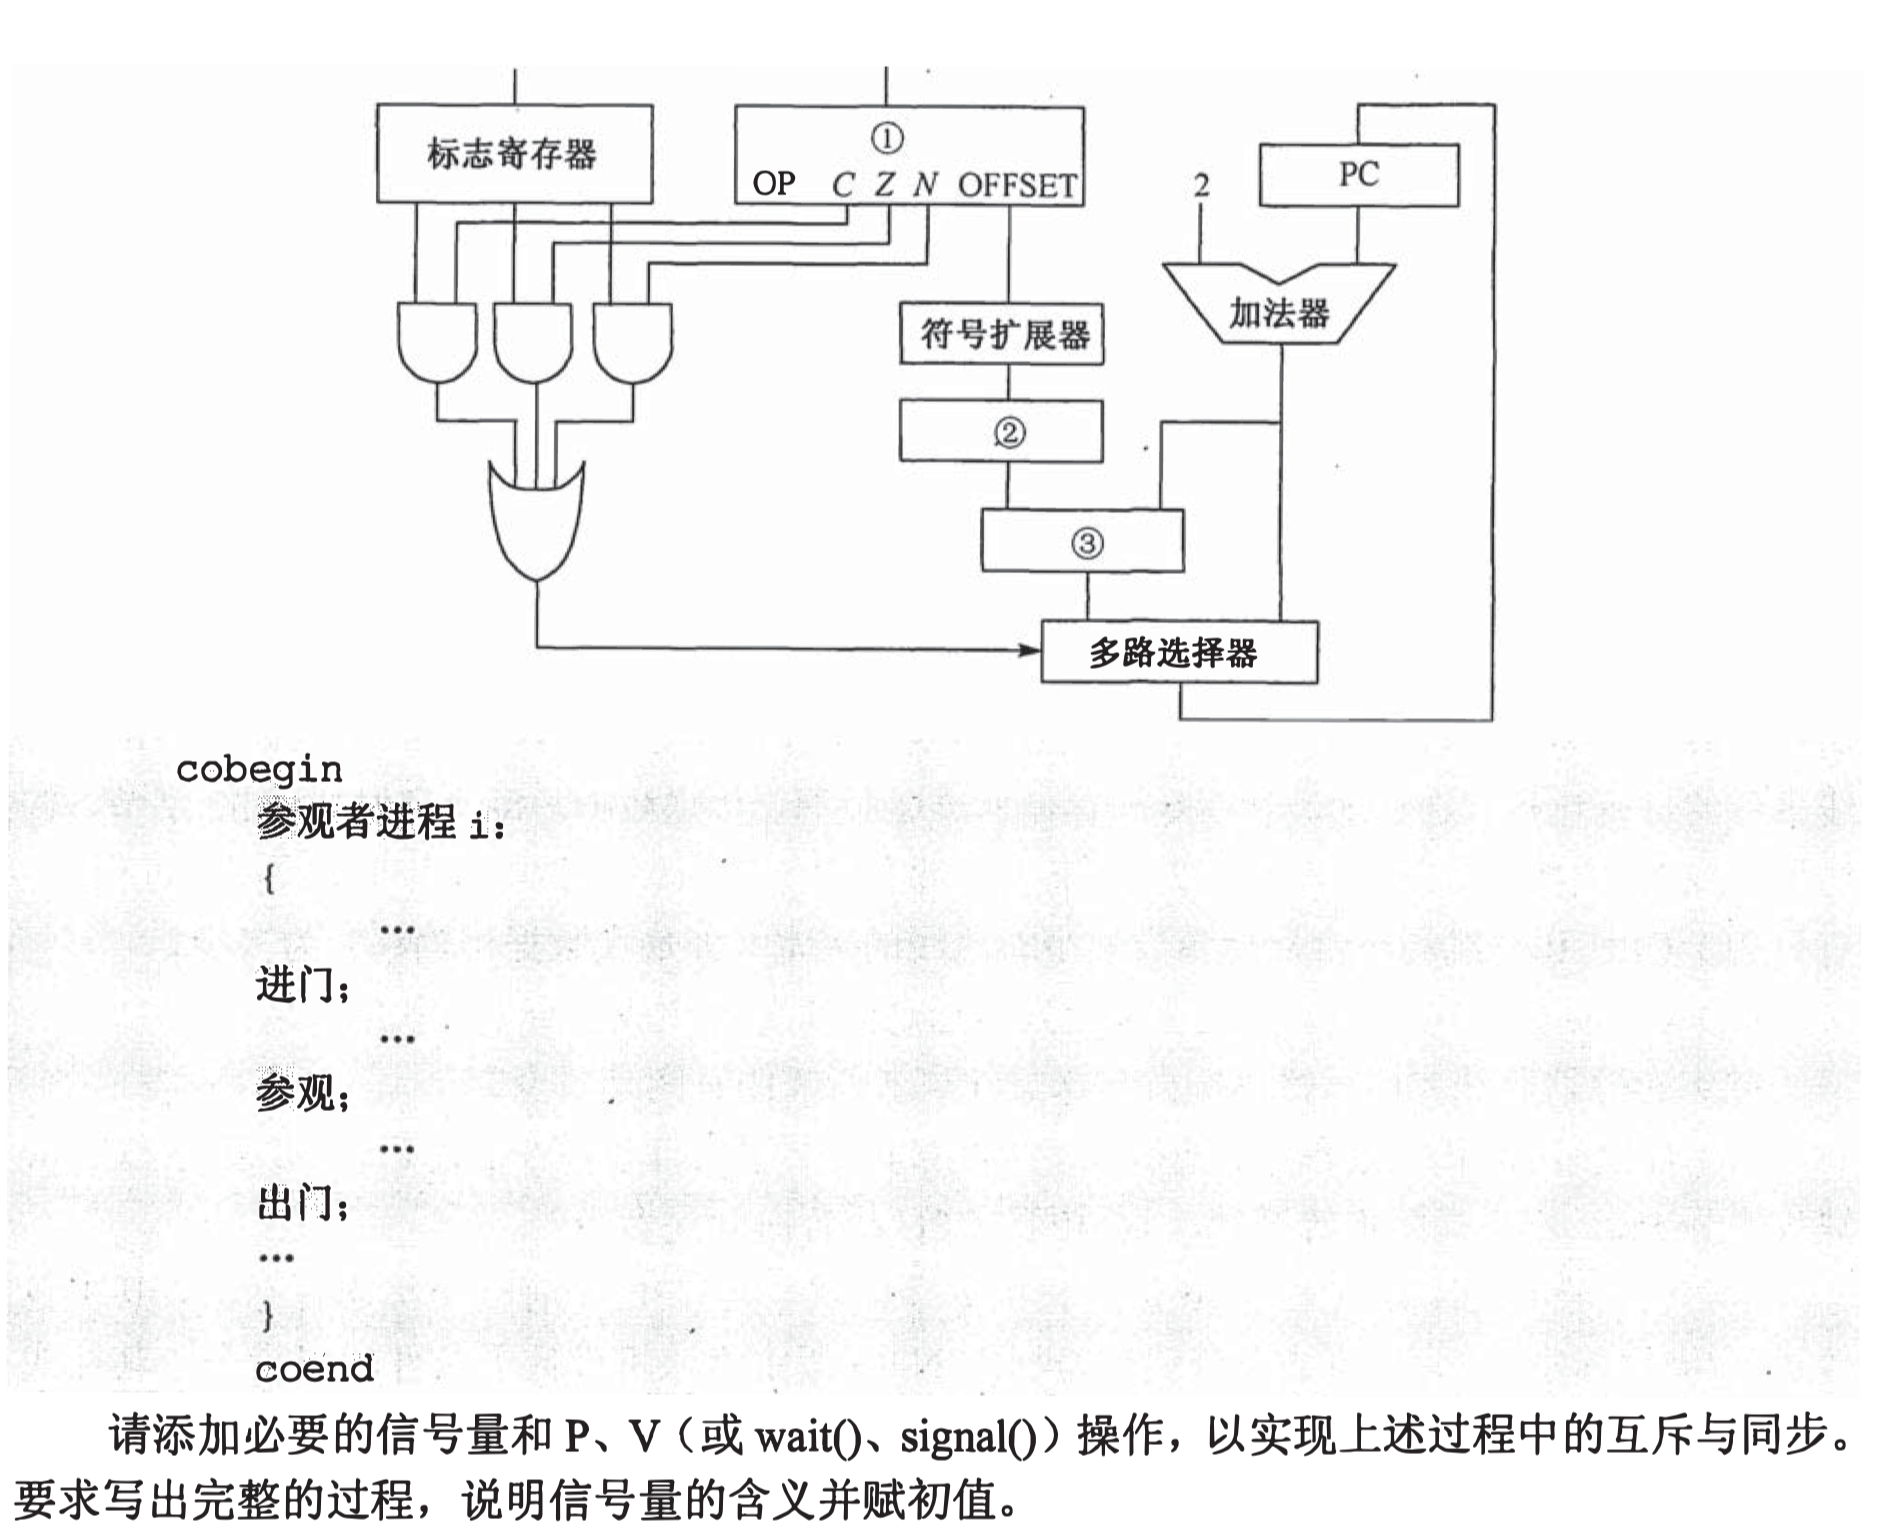 标志寄存器
①
OP C Z N OFFSET
2
PC
加法器
符号扩展器
②
③
多路选择器
cobegin
参观者进程 i:
{
…
进门;
…
参观;
…
出门;
…
}
coend
请添加必要的信号量和 P、V（或 wait()、signal()）操作，以实现上述过程中的互斥与同步。
要求写出完整的过程，说明信号量的含义并赋初值。